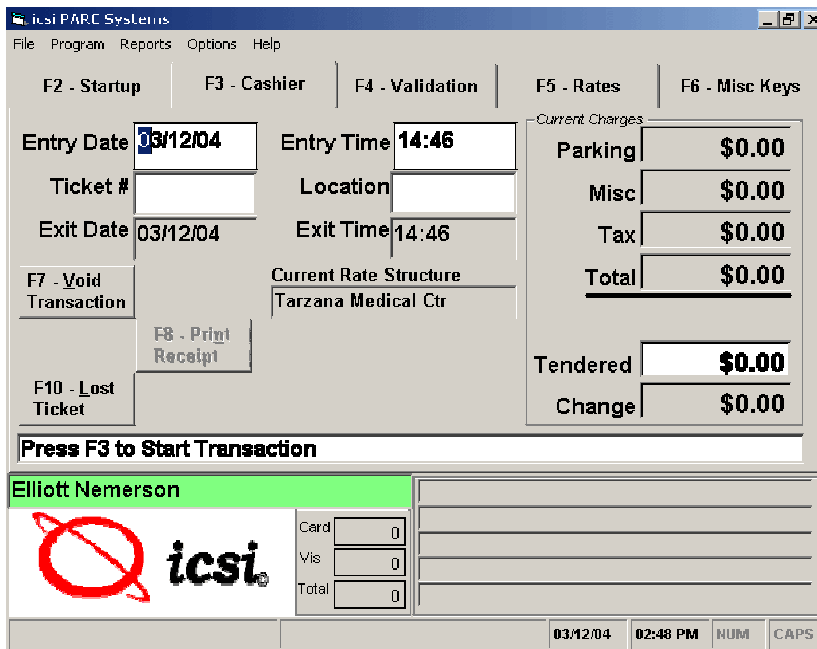 icsi PARC Systems
File Program Reports Options Help
F2 - Startup F3 - Cashier F4 - Validation F5 - Rates F6 - Misc Keys
Entry Date 03/12/04 Entry Time 14:46
Ticket # Location
Exit Date 03/12/04 Exit Time 14:46
Current Charges
Parking $0.00
Misc $0.00
Tax $0.00
Total $0.00
F7 - Void
Transaction
Current Rate Structure
Tarzana Medical Ctr
F8 - Print
Receipt
F10 - Lost
Ticket
Tendered $0.00
Change $0.00
Press F3 to Start Transaction
Elliott Nemerson
icsi©
Card 0
Vis 0
Total 0
03/12/04 02:48 PM NUM CAPS